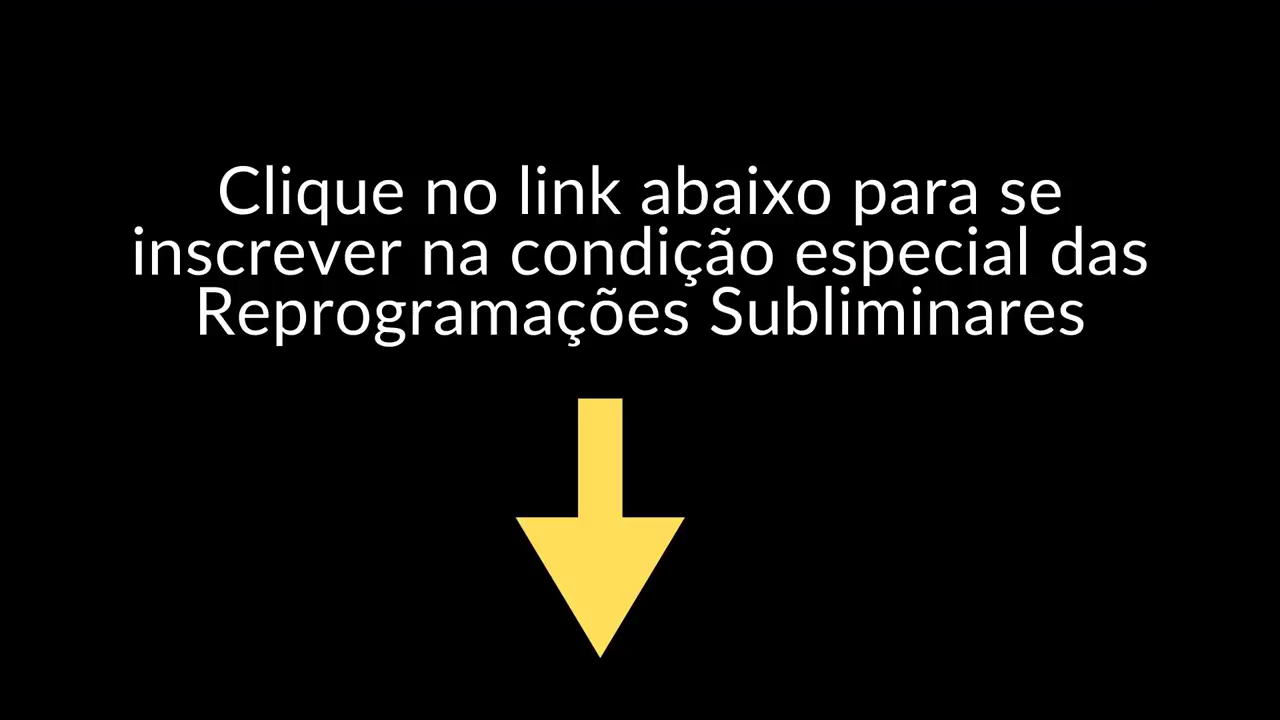 Clique no link abaixo para se
inscrever na condição especial das
Reprogramações Subliminares